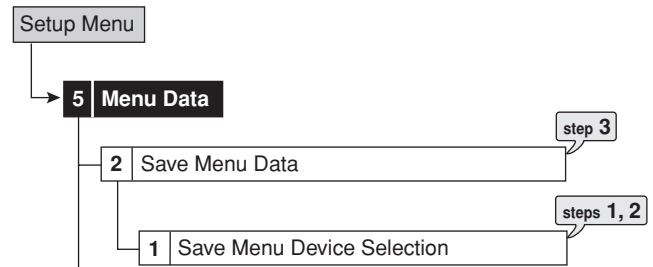 Setup Menu
5 Menu Data
step 3
2 Save Menu Data
steps 1, 2
1 Save Menu Device Selection